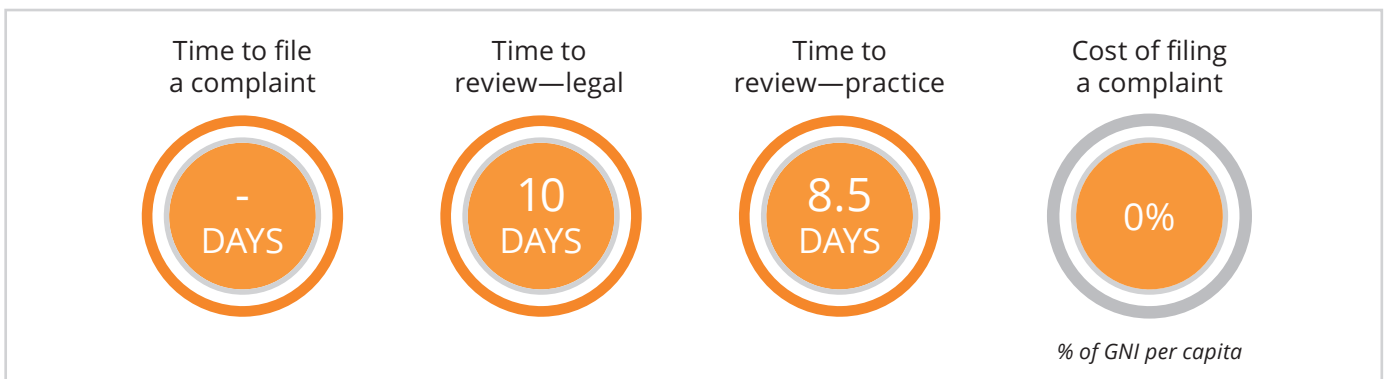 Time to file
a complaint
Time to
review—legal
Time to
review—practice
Cost of filing
a complaint
-
DAYS
10
DAYS
8.5
DAYS
0%
% of GNI per capita